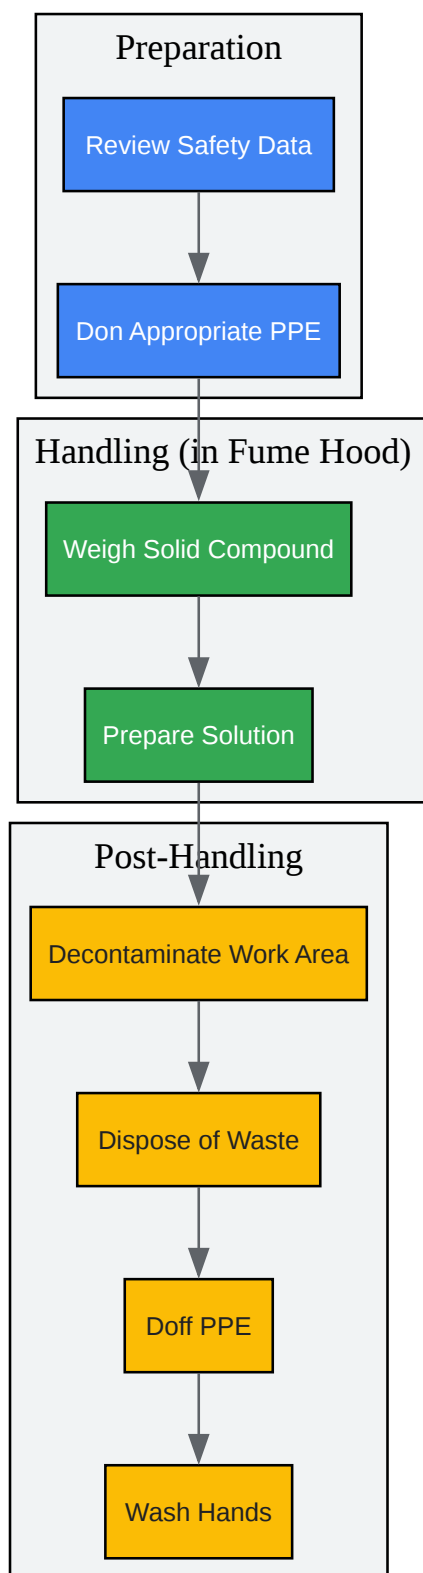 Preparation
Review Safety Data
Don Appropriate PPE
Handling (in Fume Hood)
Weigh Solid Compound
Prepare Solution
Post-Handling
Decontaminate Work Area
Dispose of Waste
Doff PPE
Wash Hands